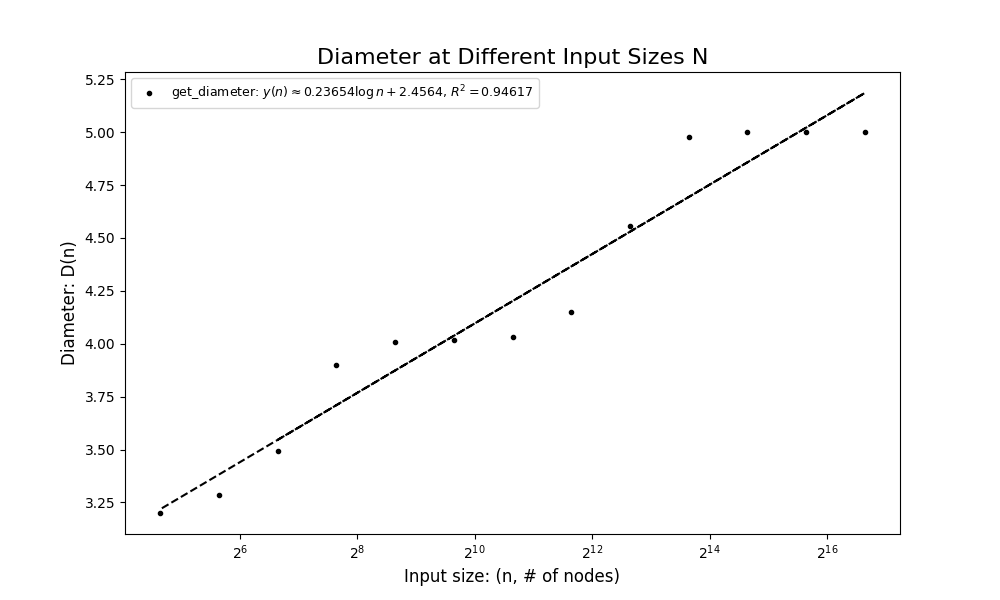 Diameter at Different Input Sizes N
get_diameter: y(n) ≈ 0.23654 log n + 2.4564, R² = 0.94617
5.25
5.00
4.75
4.50
4.25
4.00
3.75
3.50
3.25
Diameter: D(n)
2⁶ 2⁸ 2¹⁰ 2¹² 2¹⁴ 2¹⁶
Input size: (n, # of nodes)